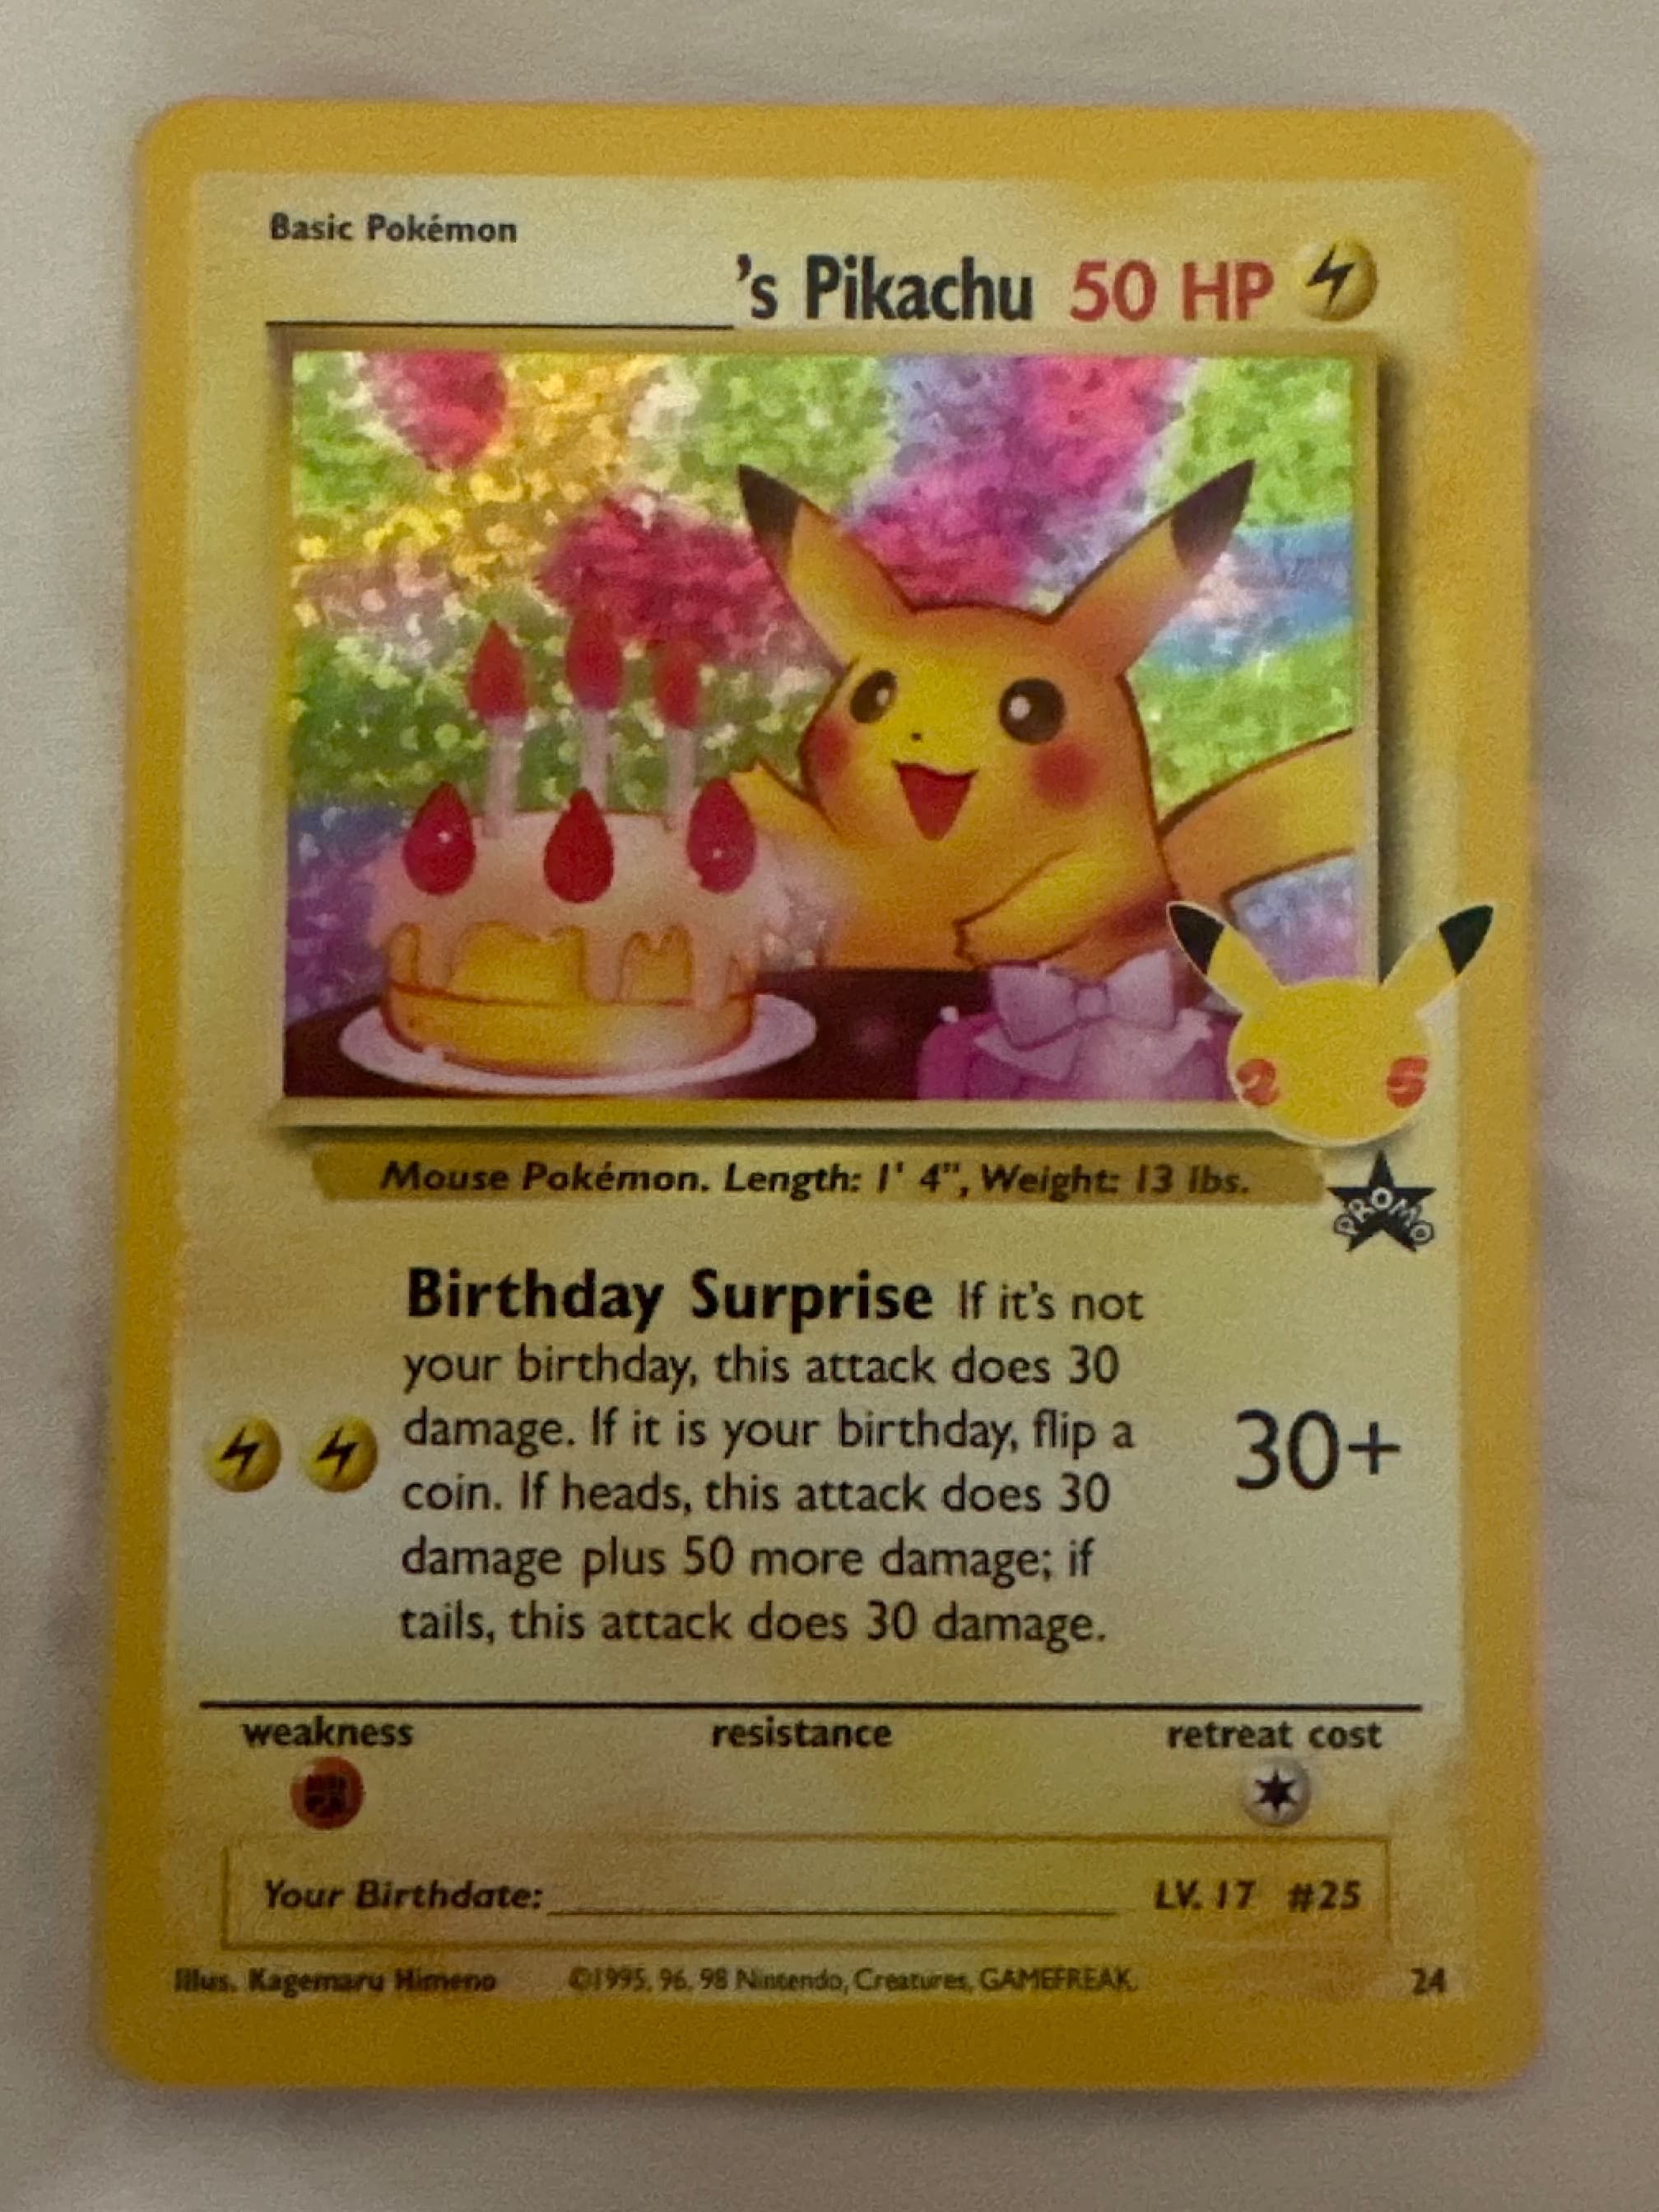 Basic Pokémon
's Pikachu 50 HP
2 5
Mouse Pokémon. Length: 1' 4", Weight: 13 lbs.
PROMO
Birthday Surprise If it's not
your birthday, this attack does 30
damage. If it is your birthday, flip a
coin. If heads, this attack does 30
damage plus 50 more damage; if
tails, this attack does 30 damage.
30+
weakness resistance retreat cost
Your Birthdate: LV. 17 #25
Illus. Kagemaru Himeno ©1995, 96, 98 Nintendo, Creatures, GAMEFREAK. 24